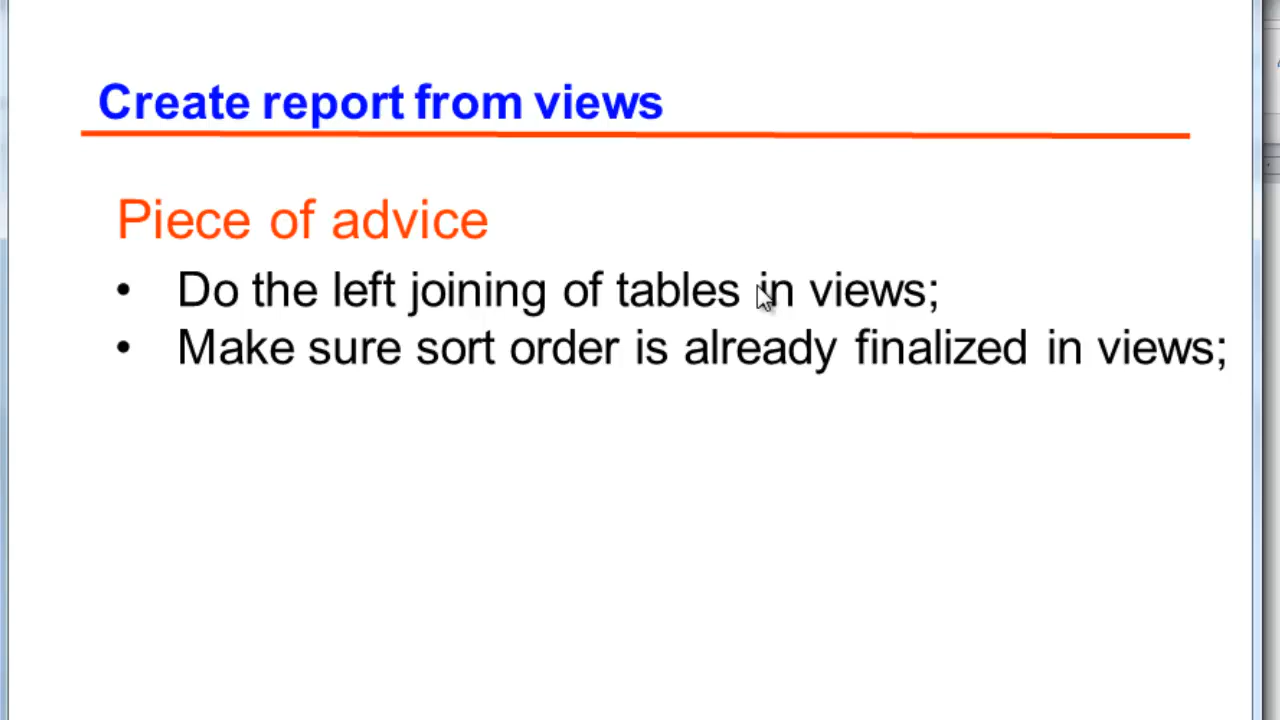 Create report from views
Piece of advice
• Do the left joining of tables in views;
• Make sure sort order is already finalized in views;